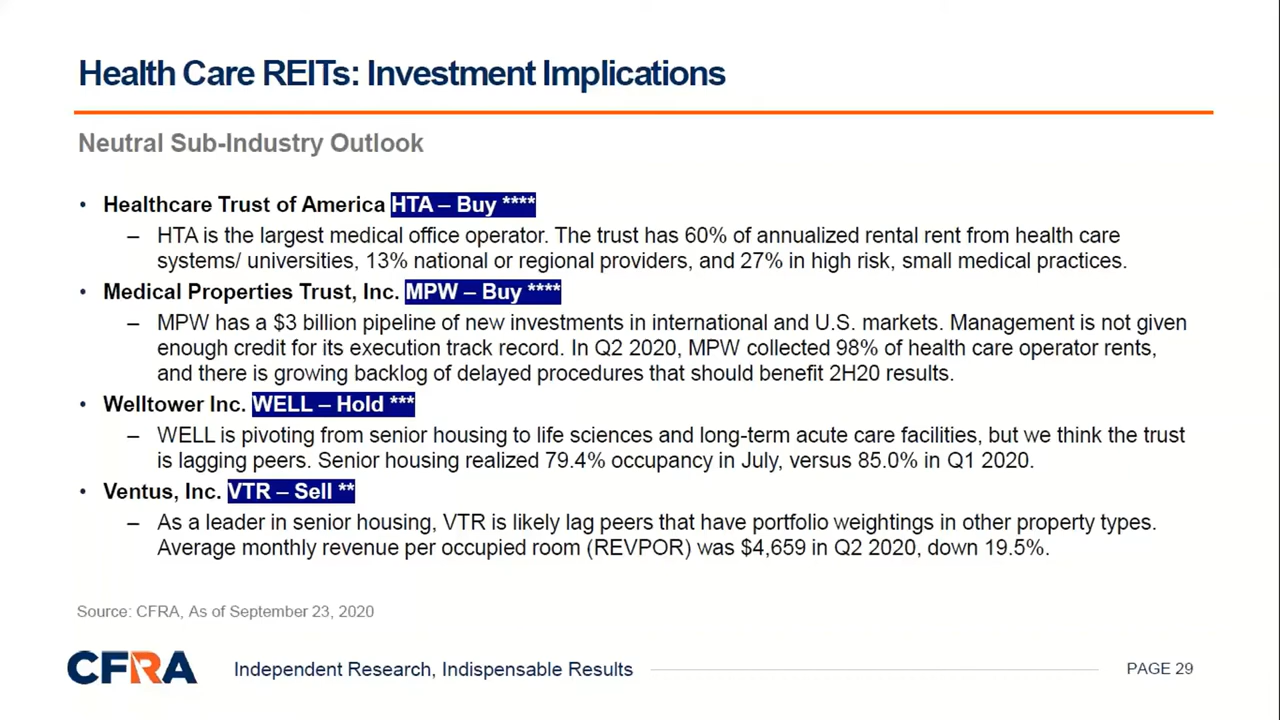 Health Care REITs: Investment Implications
Neutral Sub-Industry Outlook
• Healthcare Trust of America HTA – Buy ****
– HTA is the largest medical office operator. The trust has 60% of annualized rental rent from health care
systems/ universities, 13% national or regional providers, and 27% in high risk, small medical practices.
• Medical Properties Trust, Inc. MPW – Buy ****
– MPW has a $3 billion pipeline of new investments in international and U.S. markets. Management is not given
enough credit for its execution track record. In Q2 2020, MPW collected 98% of health care operator rents,
and there is growing backlog of delayed procedures that should benefit 2H20 results.
• Welltower Inc. WELL – Hold ***
– WELL is pivoting from senior housing to life sciences and long-term acute care facilities, but we think the trust
is lagging peers. Senior housing realized 79.4% occupancy in July, versus 85.0% in Q1 2020.
• Ventus, Inc. VTR – Sell **
– As a leader in senior housing, VTR is likely lag peers that have portfolio weightings in other property types.
Average monthly revenue per occupied room (REVPOR) was $4,659 in Q2 2020, down 19.5%.
Source: CFRA, As of September 23, 2020
CFRA Independent Research, Indispensable Results PAGE 29